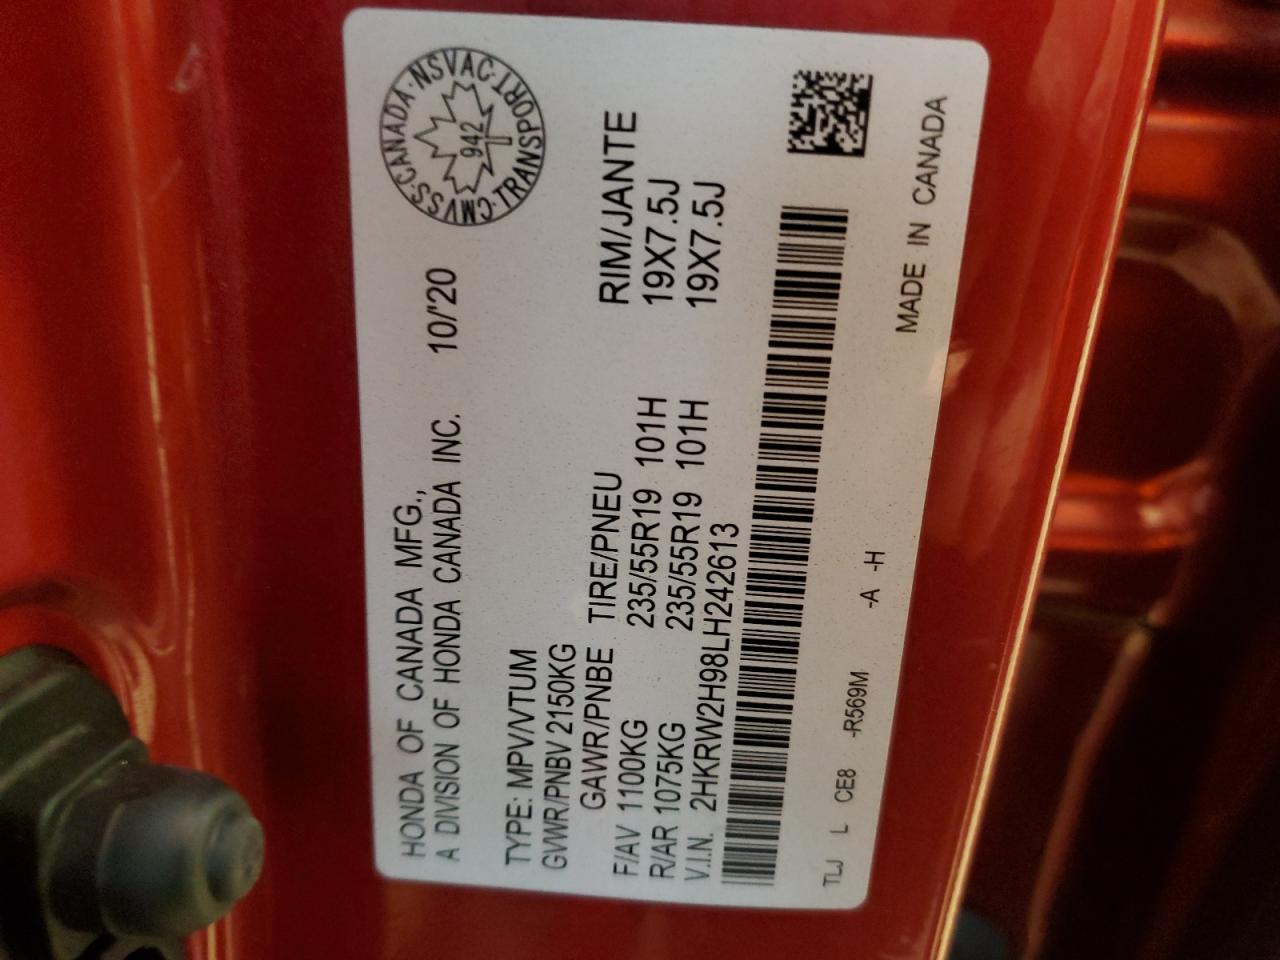 HONDA OF CANADA MFG.,
A DIVISION OF HONDA CANADA INC. 10/'20
CMVSS·CANADA·NSVAC·TRANSPORT·
942
TYPE: MPV/VTUM
GVWR/PNBV 2150KG
GAWR/PNBE TIRE/PNEU RIM/JANTE
F/AV 1100KG 235/55R19 101H 19X7.5J
R/AR 1075KG 235/55R19 101H 19X7.5J
V.I.N. 2HKRW2H98LH242613
TLJ L CE8 -R569M -A -H MADE IN CANADA